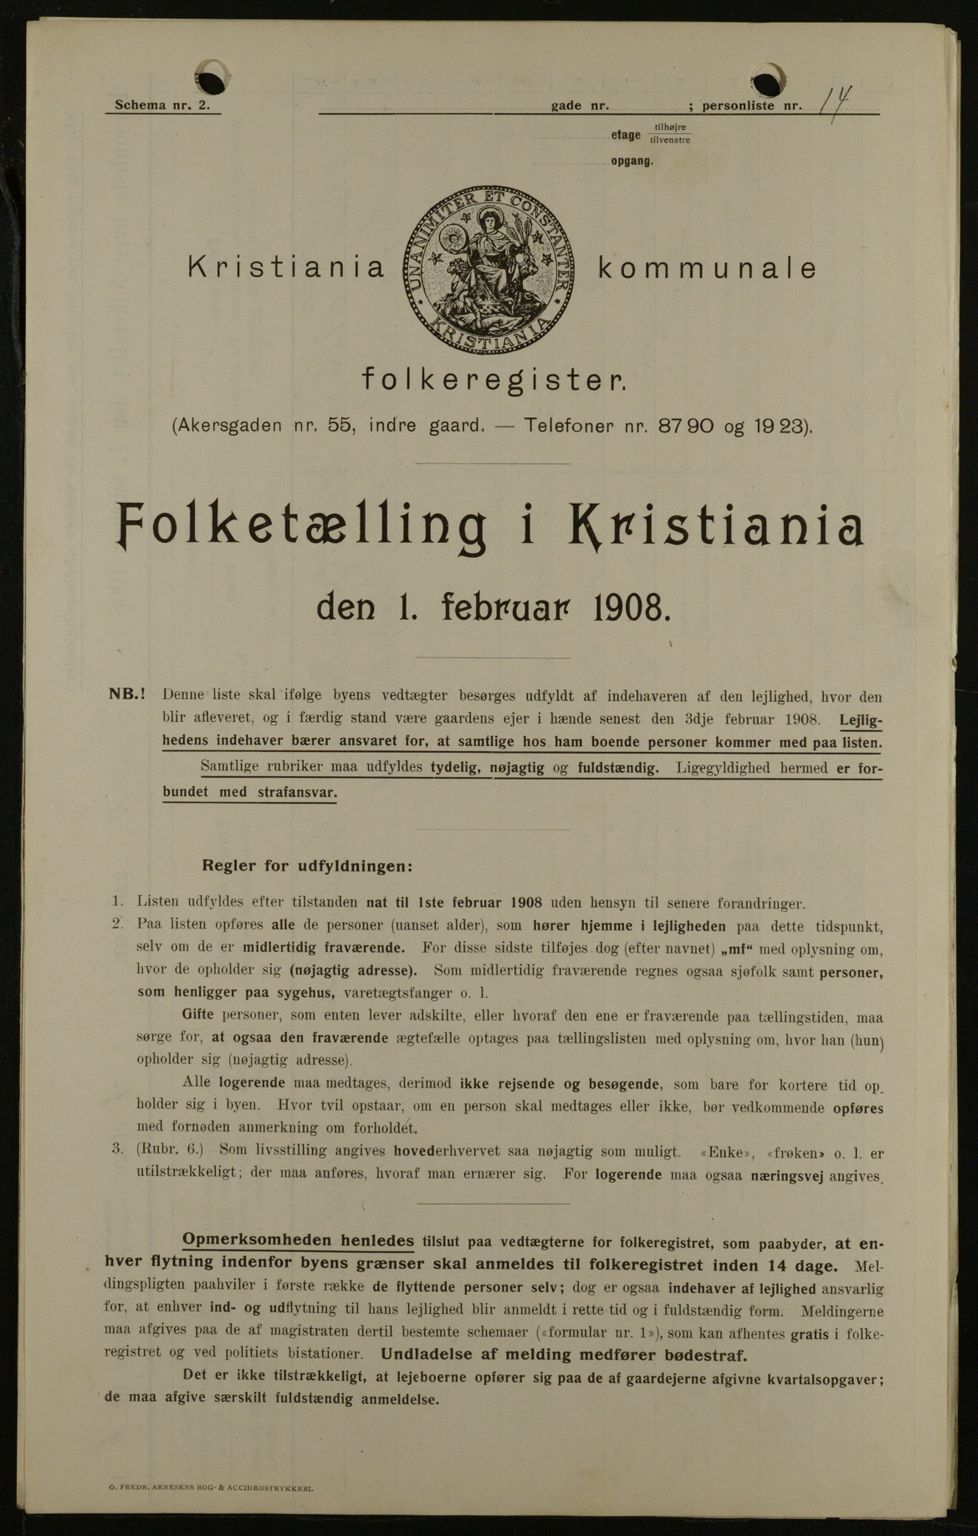 Schema nr. 2.
gade nr. ; personliste nr. 14
etage tilhøjre
tilvenstre
opgang.
UNANIMITER ET CONSTANTER
KRISTIANIA
Kristiania kommunale
folkeregister.
(Akersgaden nr. 55, indre gaard. — Telefoner nr. 87 90 og 19 23).
Folketælling i Kristiania
den 1. februar 1908.
NB.! Denne liste skal ifølge byens vedtægter besørges udfyldt af indehaveren af den lejlighed, hvor den
blir afleveret, og i færdig stand være gaardens ejer i hænde senest den 3dje februar 1908. Lejlig-
hedens indehaver bærer ansvaret for, at samtlige hos ham boende personer kommer med paa listen.
Samtlige rubriker maa udfyldes tydelig, nøjagtig og fuldstændig. Ligegyldighed hermed er for-
bundet med strafansvar.
Regler for udfyldningen:
1. Listen udfyldes efter tilstanden nat til 1ste februar 1908 uden hensyn til senere forandringer.
2. Paa listen opføres alle de personer (uanset alder), som hører hjemme i lejligheden paa dette tidspunkt,
selv om de er midlertidig fraværende. For disse sidste tilføjes dog (efter navnet) „mf“ med oplysning om,
hvor de opholder sig (nøjagtig adresse). Som midlertidig fraværende regnes ogsaa sjøfolk samt personer,
som henligger paa sygehus, varetægtsfanger o. l.
Gifte personer, som enten lever adskilte, eller hvoraf den ene er fraværende paa tællingstiden, maa
sørge for, at ogsaa den fraværende ægtefælle optages paa tællingslisten med oplysning om, hvor han (hun)
opholder sig (nøjagtig adresse).
Alle logerende maa medtages, derimod ikke rejsende og besøgende, som bare for kortere tid op-
holder sig i byen. Hvor tvil opstaar, om en person skal medtages eller ikke, bør vedkommende opføres
med fornøden anmerkning om forholdet.
3. (Rubr. 6.) Som livsstilling angives hovederhvervet saa nøjagtig som muligt. «Enke», «frøken» o. l. er
utilstrækkeligt; der maa anføres, hvoraf man ernærer sig. For logerende maa ogsaa næringsvej angives.
Opmerksomheden henledes tilslut paa vedtægterne for folkeregistret, som paabyder, at en-
hver flytning indenfor byens grænser skal anmeldes til folkeregistret inden 14 dage. Mel-
dingspligten paahviler i første række de flyttende personer selv; dog er ogsaa indehaver af lejlighed ansvarlig
for, at enhver ind- og udflytning til hans lejlighed blir anmeldt i rette tid og i fuldstændig form. Meldingerne
maa afgives paa de af magistraten dertil bestemte schemaer («formular nr. 1»), som kan afhentes gratis i folke-
registret og ved politiets bistationer. Undladelse af melding medfører bødestraf.
Det er ikke tilstrækkeligt, at lejeboerne opfører sig paa de af gaardejerne afgivne kvartalsopgaver;
de maa afgive særskilt fuldstændig anmeldelse.
O. FREDR. ARNESENS BOG- & ACCIDENSTRYKKERI.